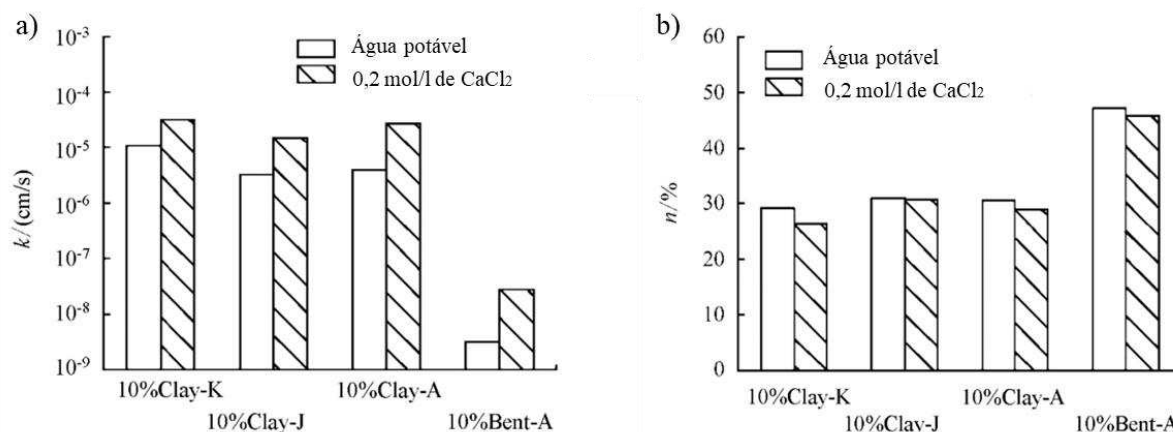 a)
10⁻³
10⁻⁴
10⁻⁵
10⁻⁶
10⁻⁷
10⁻⁸
10⁻⁹
k/(cm/s)
Água potável
0,2 mol/l de CaCl₂
10%Clay-K
10%Clay-J
10%Clay-A
10%Bent-A
b)
60
50
40
30
20
10
0
n/%
Água potável
0,2 mol/l de CaCl₂
10%Clay-K
10%Clay-J
10%Clay-A
10%Bent-A